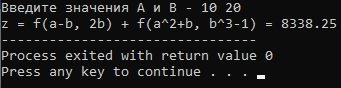 Введите значения А и В - 10 20
z = f(a-b, 2b) + f(a^2+b, b^3-1) = 8338.25
--------------------------------
Process exited with return value 0
Press any key to continue . . .